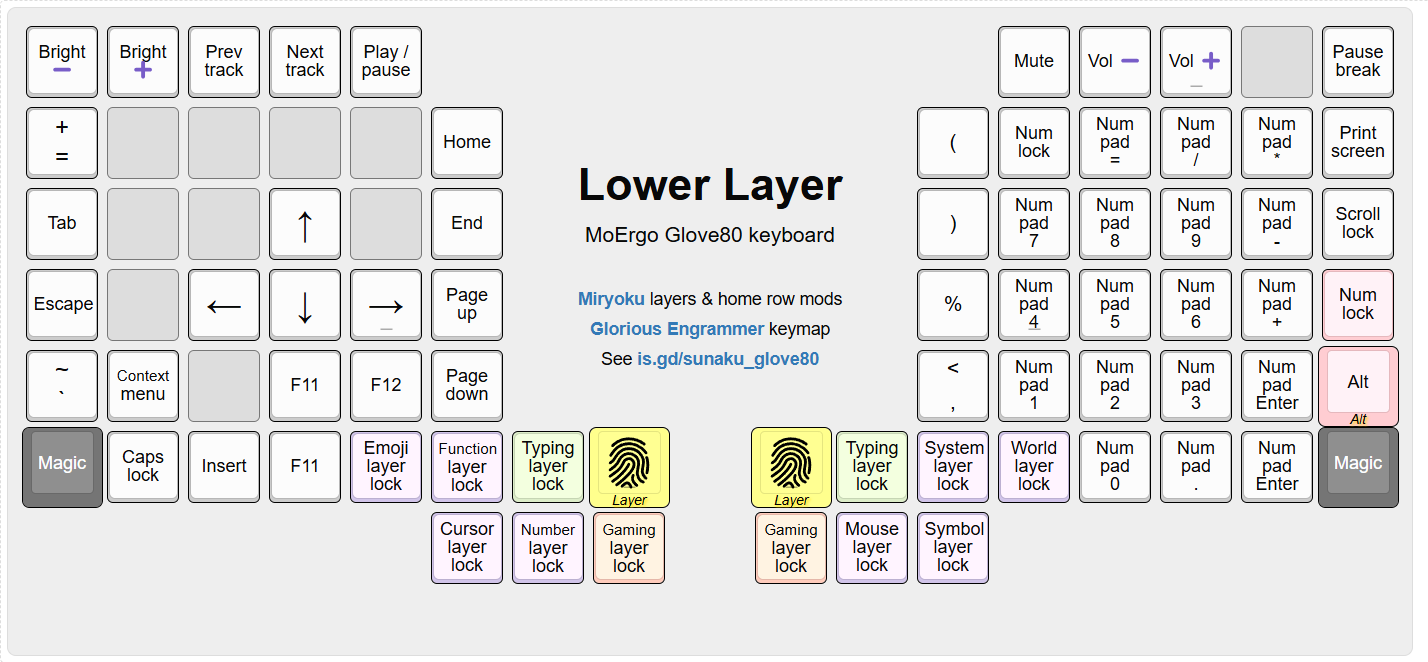 Bright
−
Bright
+
Prev
track
Next
track
Play /
pause
Mute
Vol −
Vol +
_
Pause
break
+
=
Home
(
Num
lock
Num
pad
=
Num
pad
/
Num
pad
*
Print
screen
Tab
↑
End
)
Num
pad
7
Num
pad
8
Num
pad
9
Num
pad
-
Scroll
lock
Escape
←
↓
→
_
Page
up
%
Num
pad
4
_
Num
pad
5
Num
pad
6
Num
pad
+
Num
lock
~
`
Context
menu
F11
F12
Page
down
<
,
Num
pad
1
Num
pad
2
Num
pad
3
Num
pad
Enter
Alt
Alt
Magic
Caps
lock
Insert
F11
Emoji
layer
lock
Function
layer
lock
Typing
layer
lock
Layer
Layer
Typing
layer
lock
System
layer
lock
World
layer
lock
Num
pad
0
Num
pad
.
Num
pad
Enter
Magic
Cursor
layer
lock
Number
layer
lock
Gaming
layer
lock
Gaming
layer
lock
Mouse
layer
lock
Symbol
layer
lock
Lower Layer
MoErgo Glove80 keyboard
Miryoku layers & home row mods
Glorious Engrammer keymap
See is.gd/sunaku_glove80